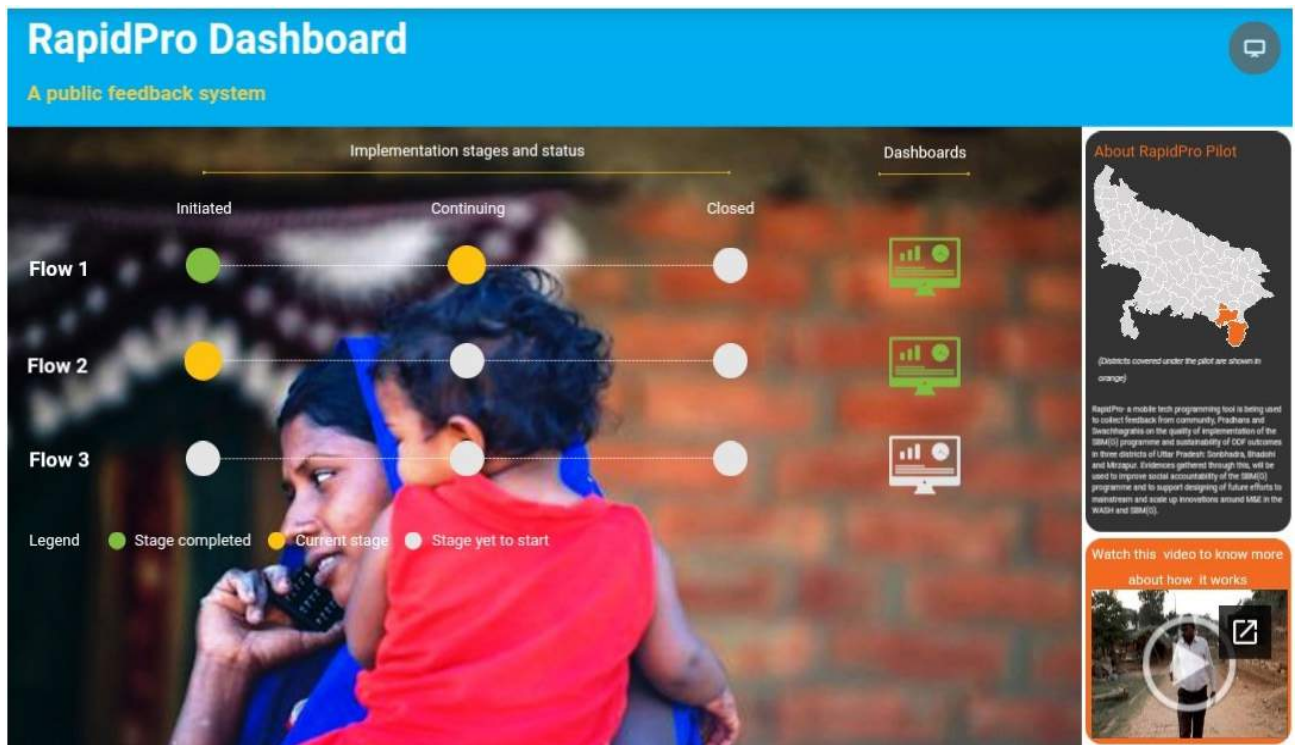 RapidPro Dashboard
A public feedback system
Implementation stages and status
Dashboards
Initiated
Continuing
Closed
Flow 1
Flow 2
Flow 3
Legend
Stage completed
Current stage
Stage yet to start
About RapidPro Pilot
(Districts covered under the pilot are shown in
orange)
RapidPro- a mobile tech programming tool is being used
to collect feedback from community, Pradhans and
Swachhagrahis on the quality of implementation of the
SBM(G) programme and sustainability of ODF outcomes
in three districts of Uttar Pradesh: Sonbhadra, Bhadohi
and Mirzapur. Evidences gathered through this, will be
used to improve social accountability of the SBM(G)
programme and to support designing of future efforts to
mainstream and scale up innovations around M&E in the
WASH and SBM(G).
Watch this video to know more
about how it works